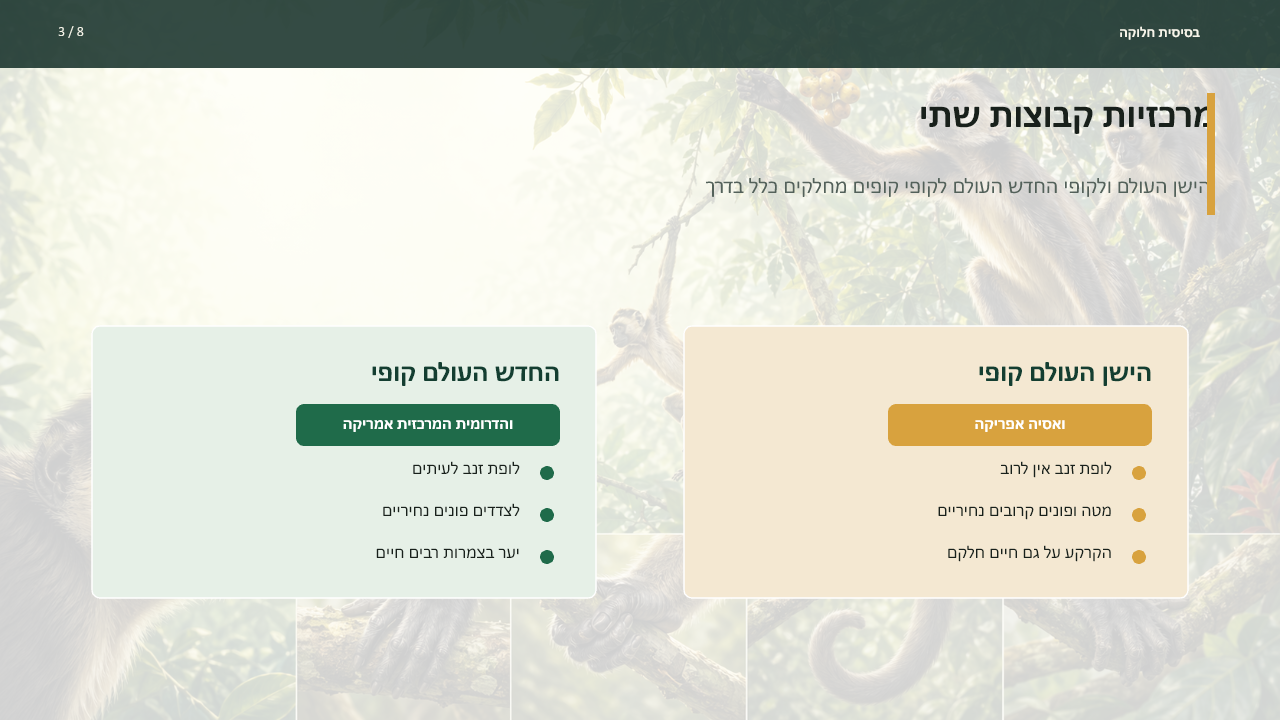 בסיסית חלוקה
3 / 8
מרכזיות קבוצות שתי
הישן העולם ולקופי החדש העולם לקופי קופים מחלקים כלל בדרך
הישן העולם קופי
ואסיה אפריקה
לופת זנב אין לרוב
מטה ופונים קרובים נחיריים
הקרקע על גם חיים חלקם
החדש העולם קופי
והדרומית המרכזית אמריקה
לופת זנב לעיתים
לצדדים פונים נחיריים
יער בצמרות רבים חיים